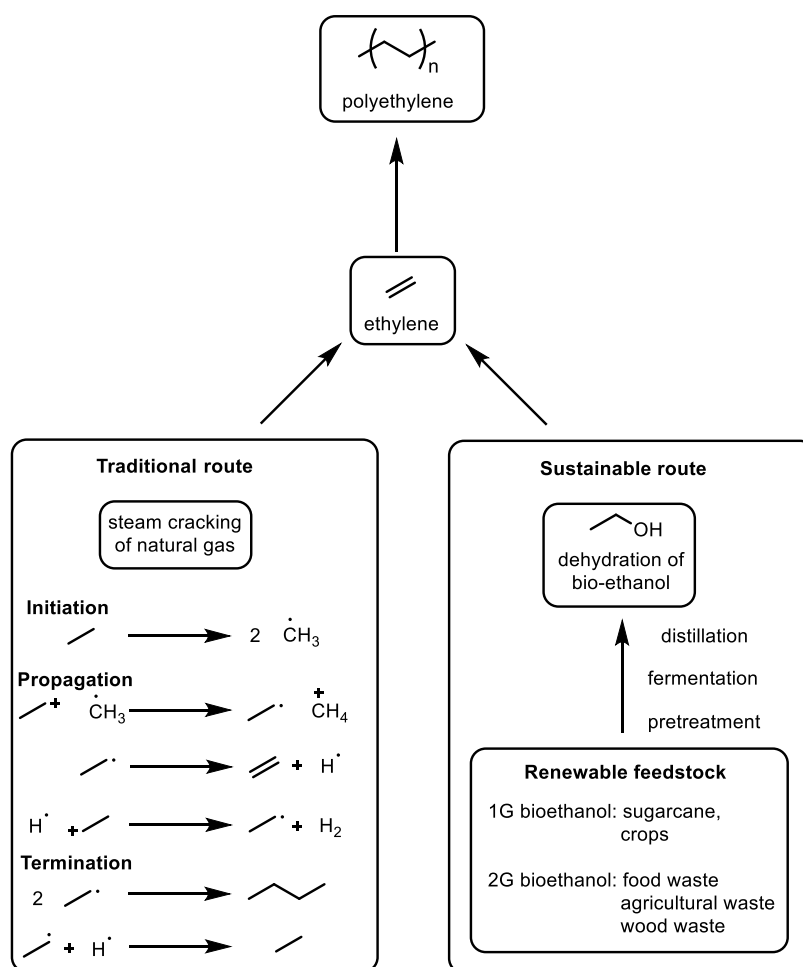 n
polyethylene
ethylene
Traditional route
steam cracking
of natural gas
Initiation
2 CH3
Propagation
+ CH3 + CH4
+ H
H + + H2
Termination
2
+ H
Sustainable route
OH
dehydration of
bio-ethanol
distillation
fermentation
pretreatment
Renewable feedstock
1G bioethanol: sugarcane,
crops
2G bioethanol: food waste
agricultural waste
wood waste